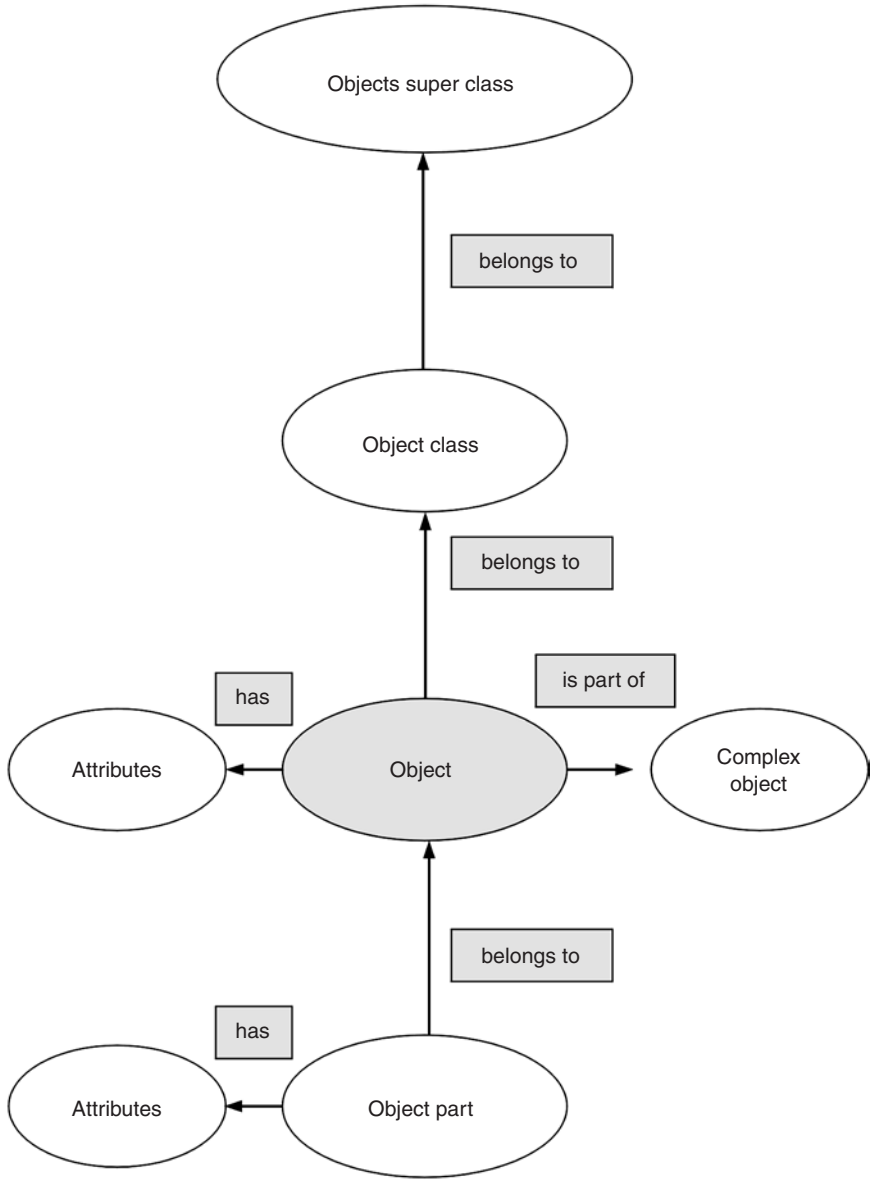 Objects super class
belongs to
Object class
belongs to
has
is part of
Attributes
Object
Complex
object
belongs to
has
Attributes
Object part